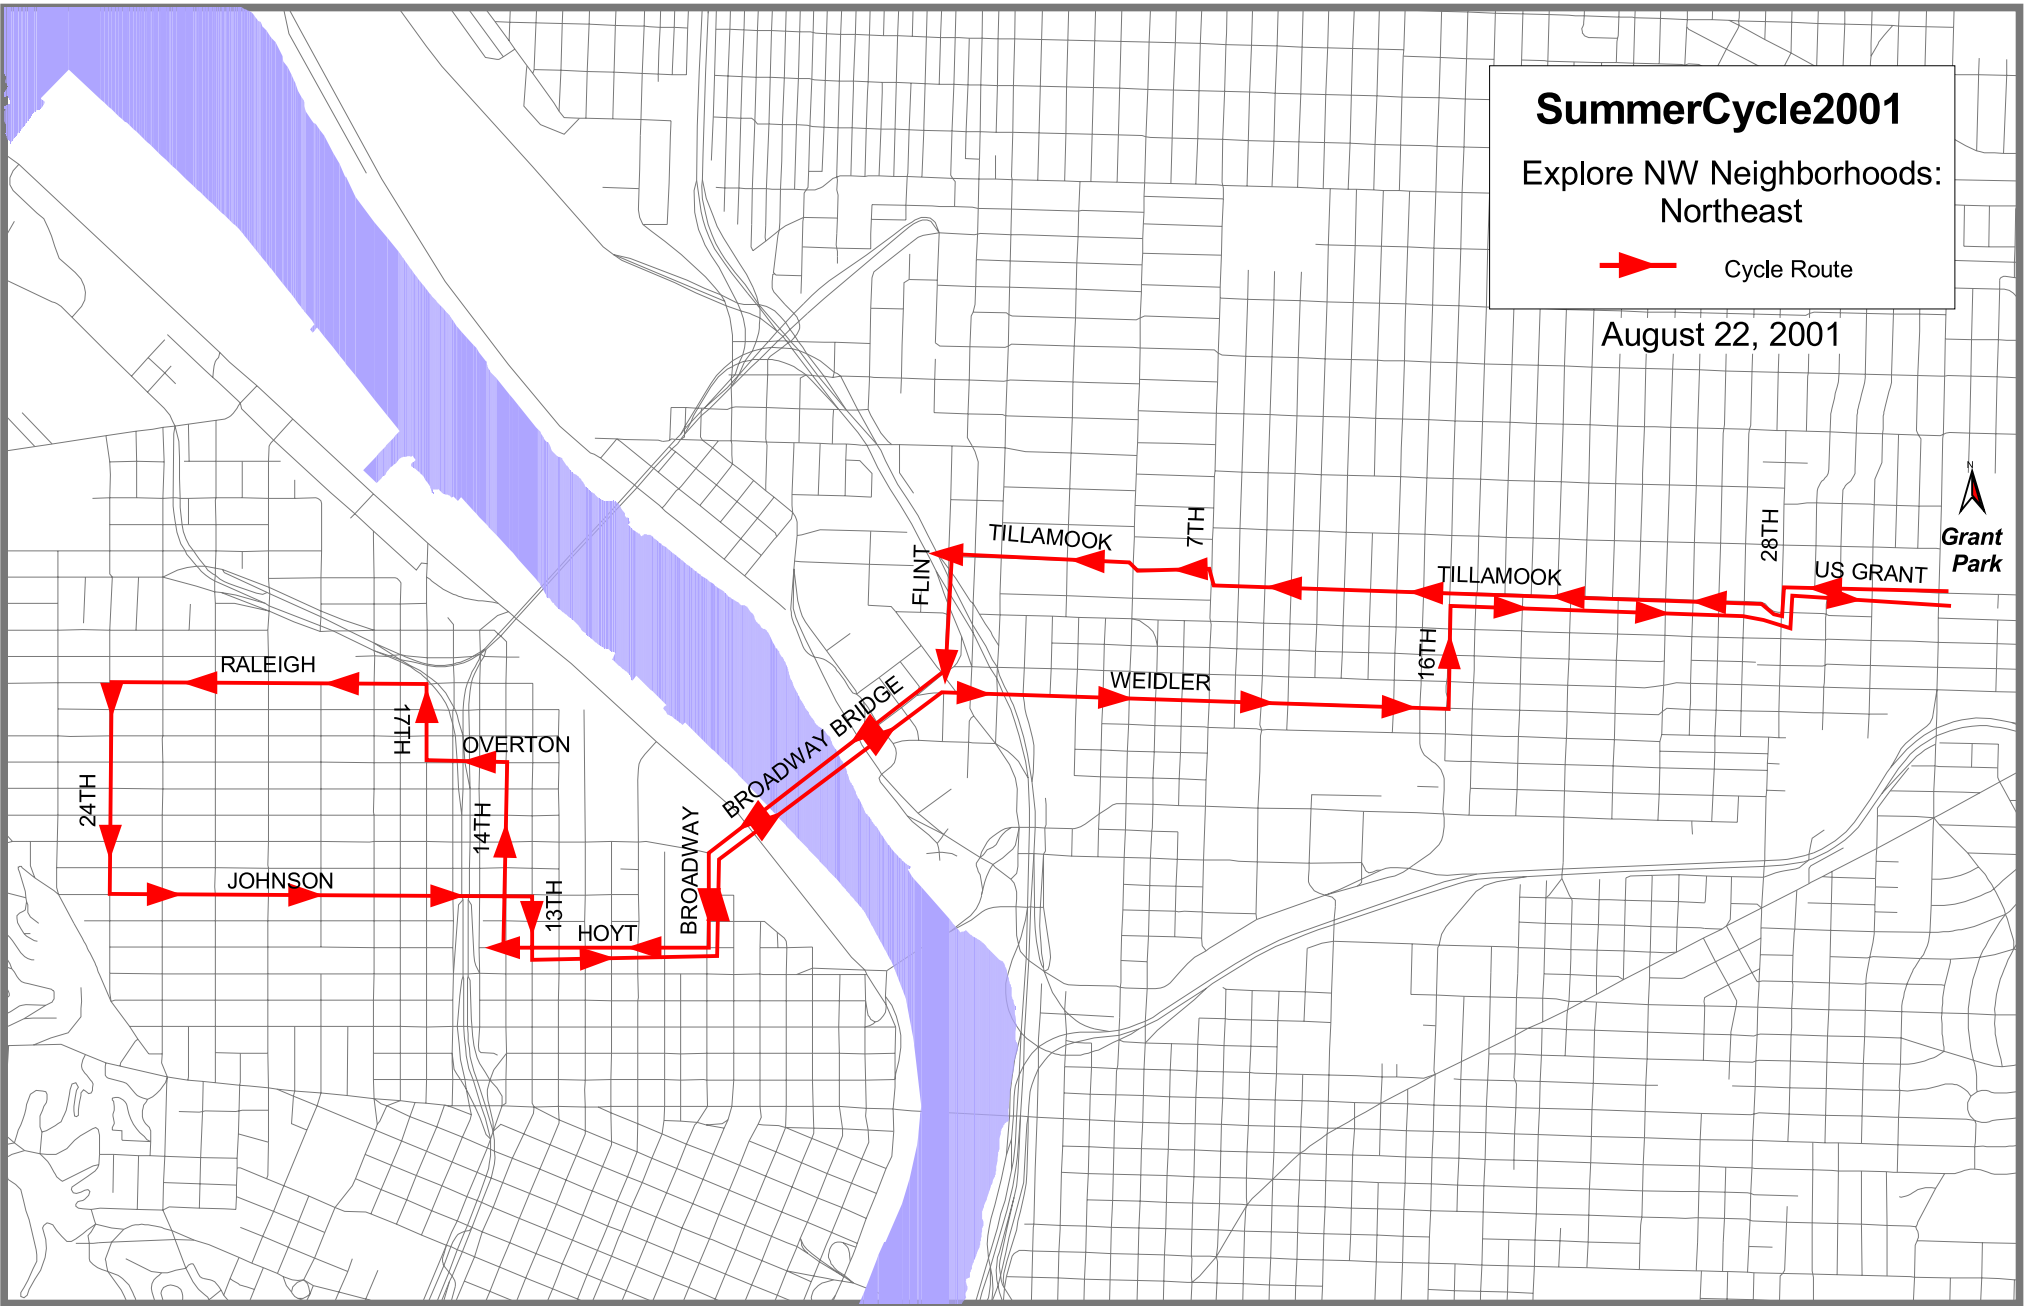 SummerCycle2001
Explore NW Neighborhoods:
Northeast
Cycle Route
August 22, 2001
N
Grant
Park
28TH
US GRANT
7TH
TILLAMOOK
TILLAMOOK
FLINT
16TH
WEIDLER
BROADWAY BRIDGE
RALEIGH
17TH
OVERTON
24TH
14TH
BROADWAY
JOHNSON
13TH
HOYT